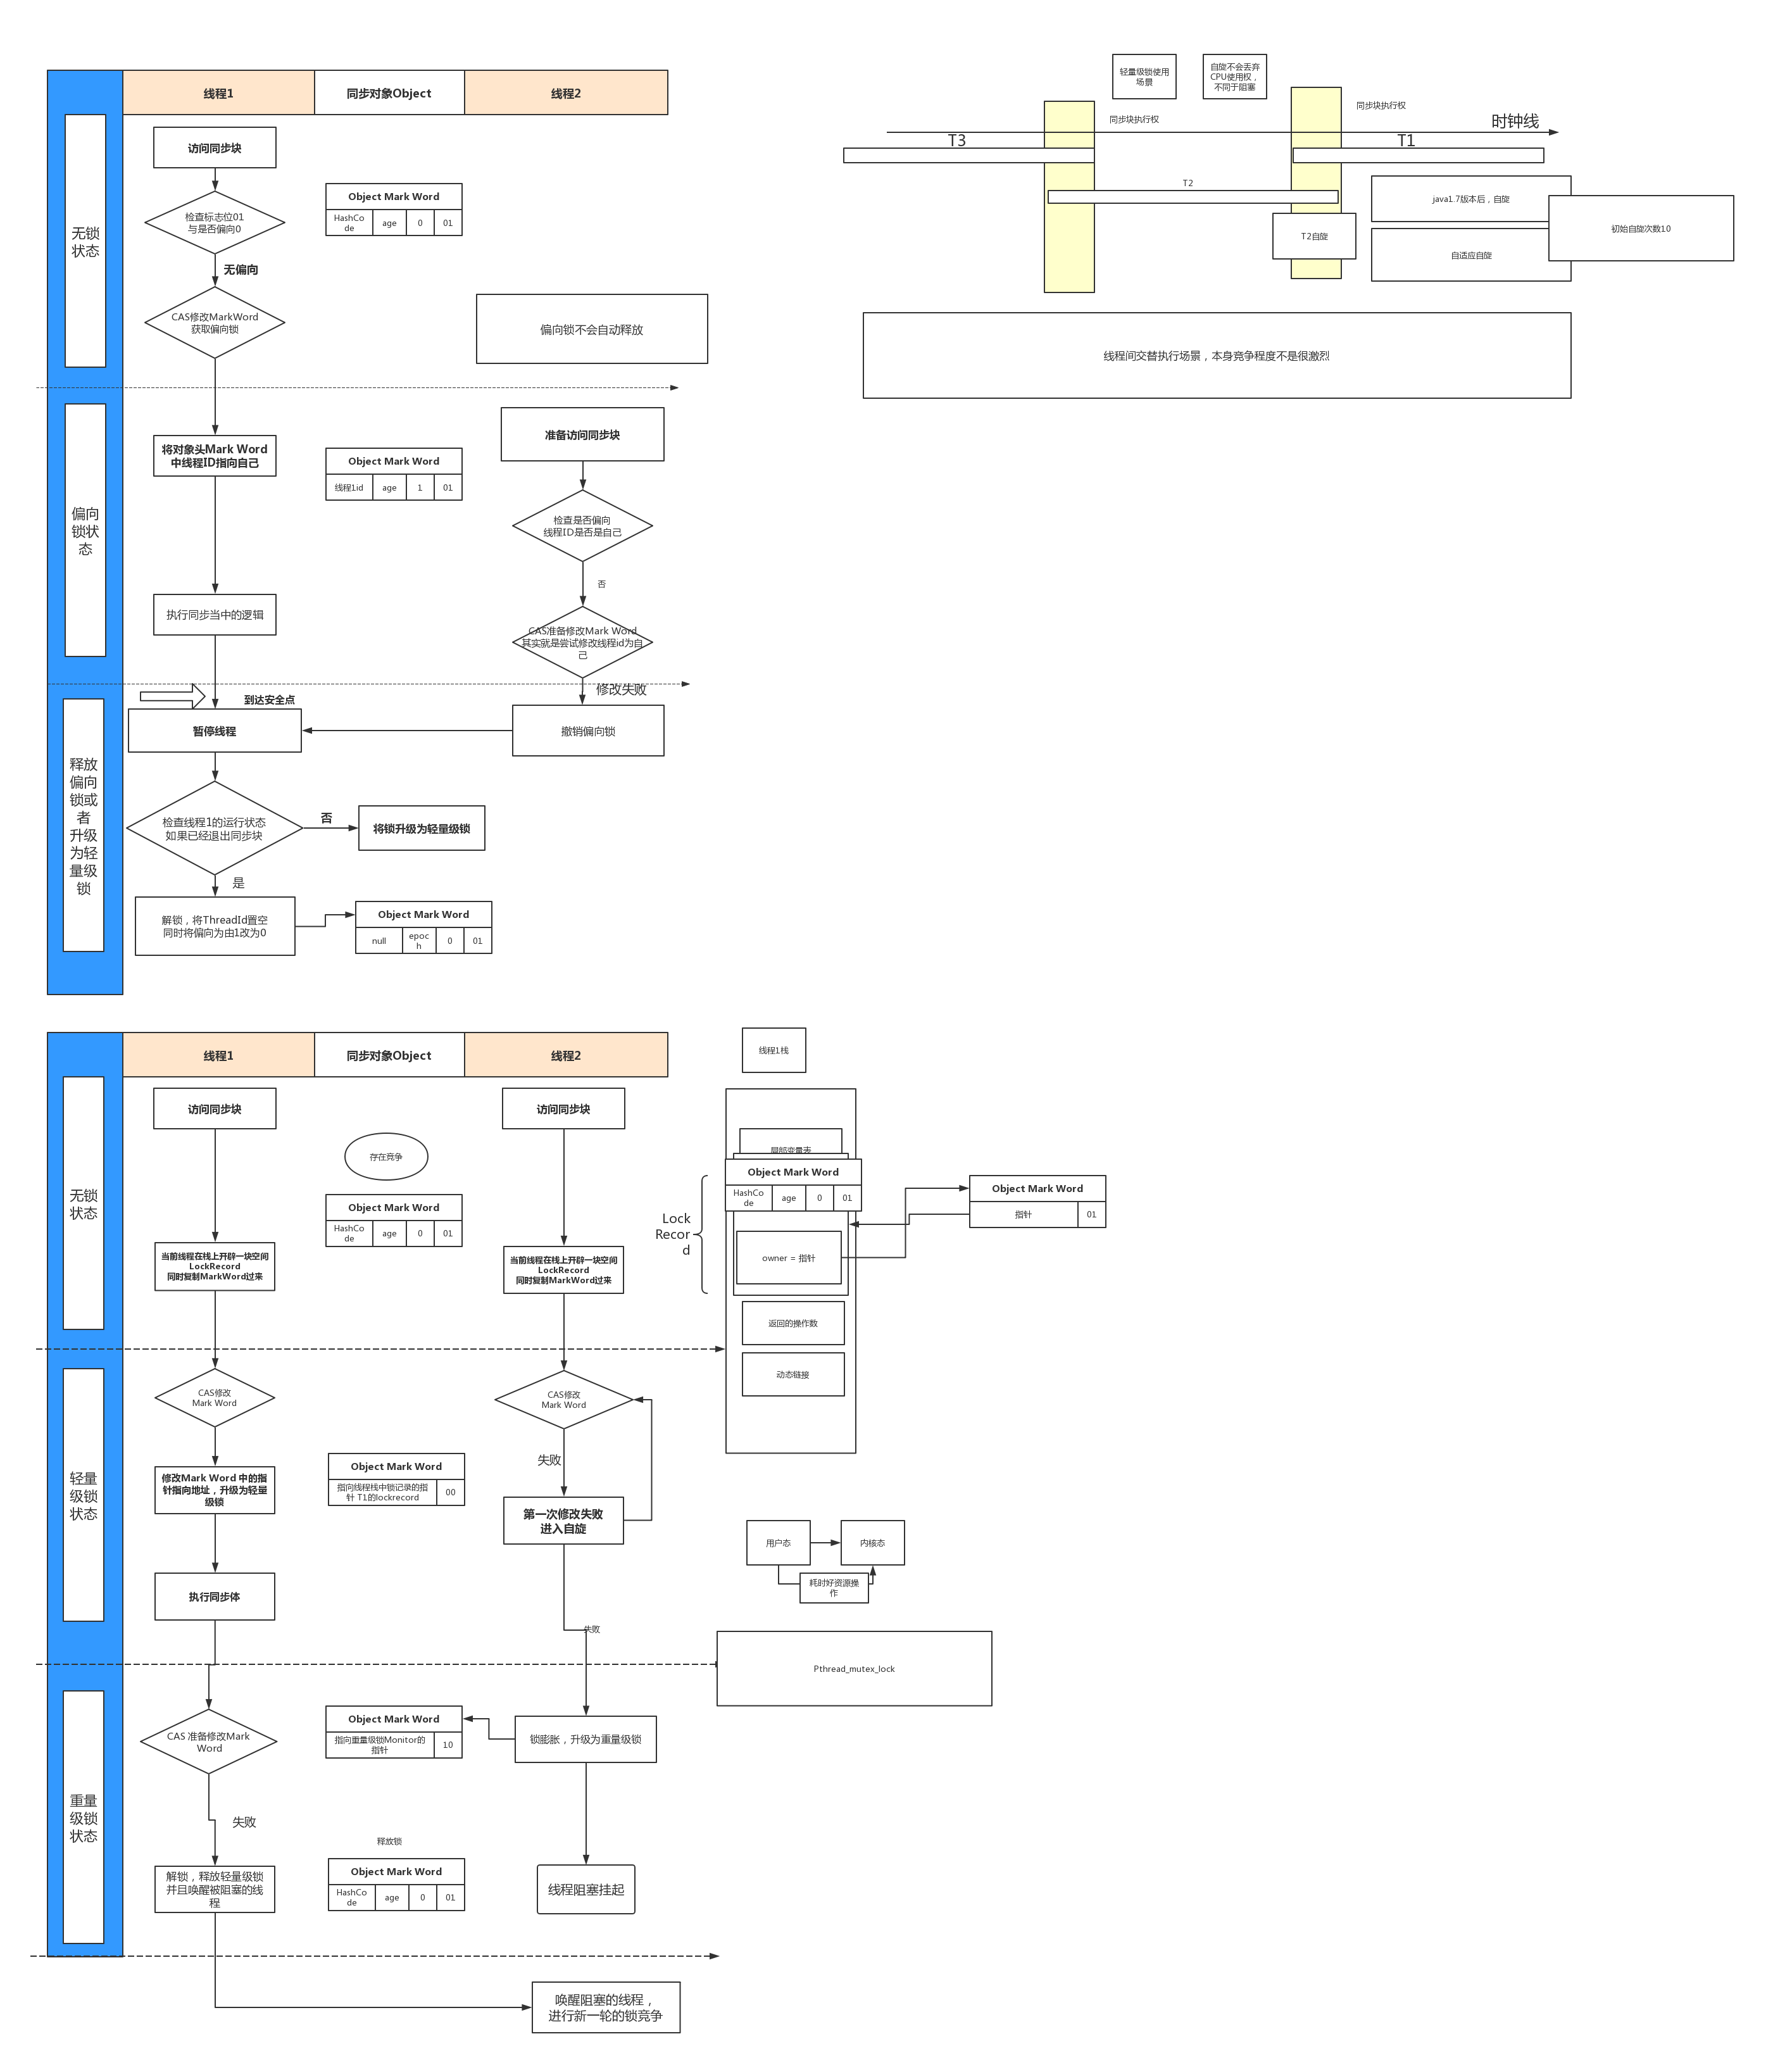 线程1
同步对象Object
线程2
无锁
状态
访问同步块
检查标志位01
与是否偏向0
无偏向
CAS修改MarkWord
获取偏向锁
Object Mark Word
HashCo
de
age
0
01
偏向锁不会自动释放
偏向
锁状
态
将对象头Mark Word
中线程ID指向自己
执行同步当中的逻辑
Object Mark Word
线程1id
age
1
01
准备访问同步块
检查是否偏向
线程ID是否是自己
否
CAS准备修改Mark Word
其实就是尝试修改线程id为自
己
修改失败
撤销偏向锁
释放
偏向
锁或
者
升级
为轻
量级
锁
到达安全点
暂停线程
检查线程1的运行状态
如果已经退出同步块
否
将锁升级为轻量级锁
是
解锁，将ThreadId置空
同时将偏向为由1改为0
Object Mark Word
null
epoc
h
0
01
轻量级锁使用
场景
自旋不会丢弃
CPU使用权，
不同于阻塞
同步块执行权
同步块执行权
时钟线
T3
T1
T2
T2自旋
java1.7版本后，自旋
自适应自旋
初始自旋次数10
线程间交替执行场景，本身竞争程度不是很激烈
线程1
同步对象Object
线程2
无锁
状态
访问同步块
当前线程在栈上开辟一块空间
LockRecord
同时复制MarkWord过来
存在竞争
Object Mark Word
HashCo
de
age
0
01
访问同步块
当前线程在栈上开辟一块空间
LockRecord
同时复制MarkWord过来
轻量
级锁
状态
CAS修改
Mark Word
修改Mark Word 中的指
针指向地址，升级为轻量
级锁
执行同步体
Object Mark Word
指向线程栈中锁记录的指
针 T1的lockrecord
00
CAS修改
Mark Word
失败
第一次修改失败
进入自旋
失败
重量
级锁
状态
CAS 准备修改Mark
Word
失败
解锁，释放轻量级锁
并且唤醒被阻塞的线
程
Object Mark Word
指向重量级锁Monitor的
指针
10
锁膨胀，升级为重量级锁
释放锁
Object Mark Word
HashCo
de
age
0
01
线程阻塞挂起
唤醒阻塞的线程，
进行新一轮的锁竞争
线程1栈
局部变量表
Object Mark Word
HashCo
de
age
0
01
Lock
Recor
d
owner = 指针
返回的操作数
动态链接
Object Mark Word
指针
01
用户态
内核态
耗时好资源操
作
Pthread_mutex_lock